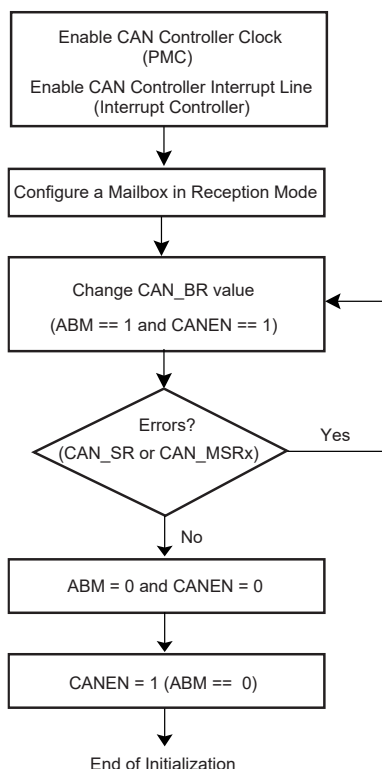 Enable CAN Controller Clock
(PMC)
Enable CAN Controller Interrupt Line
(Interrupt Controller)
Configure a Mailbox in Reception Mode
Change CAN_BR value
(ABM == 1 and CANEN == 1)
Errors?
(CAN_SR or CAN_MSRx)
Yes
No
ABM = 0 and CANEN = 0
CANEN = 1 (ABM == 0)
End of Initialization